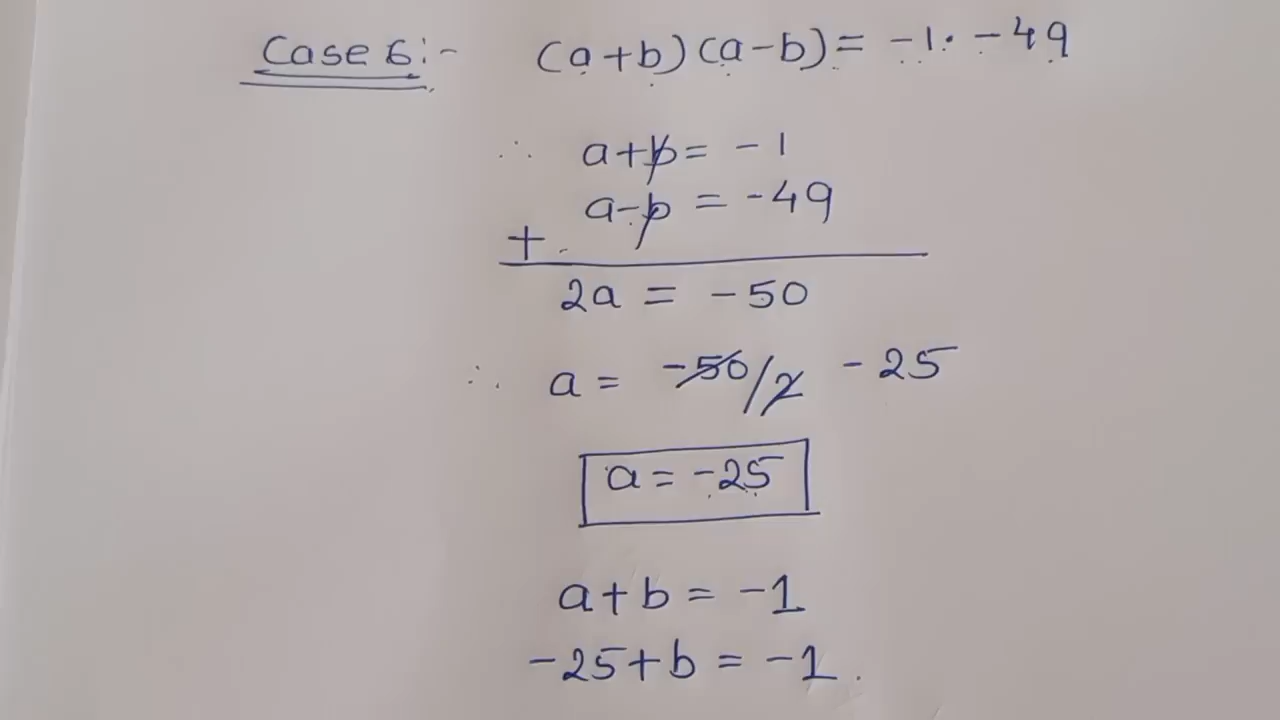 Case 6:- (a+b)(a-b)= -1. -49
∴ a+b= -1
a-b = -49
+
2a = -50
∴ a = -50/2 -25
a = -25
a+b = -1
-25+b = -1.